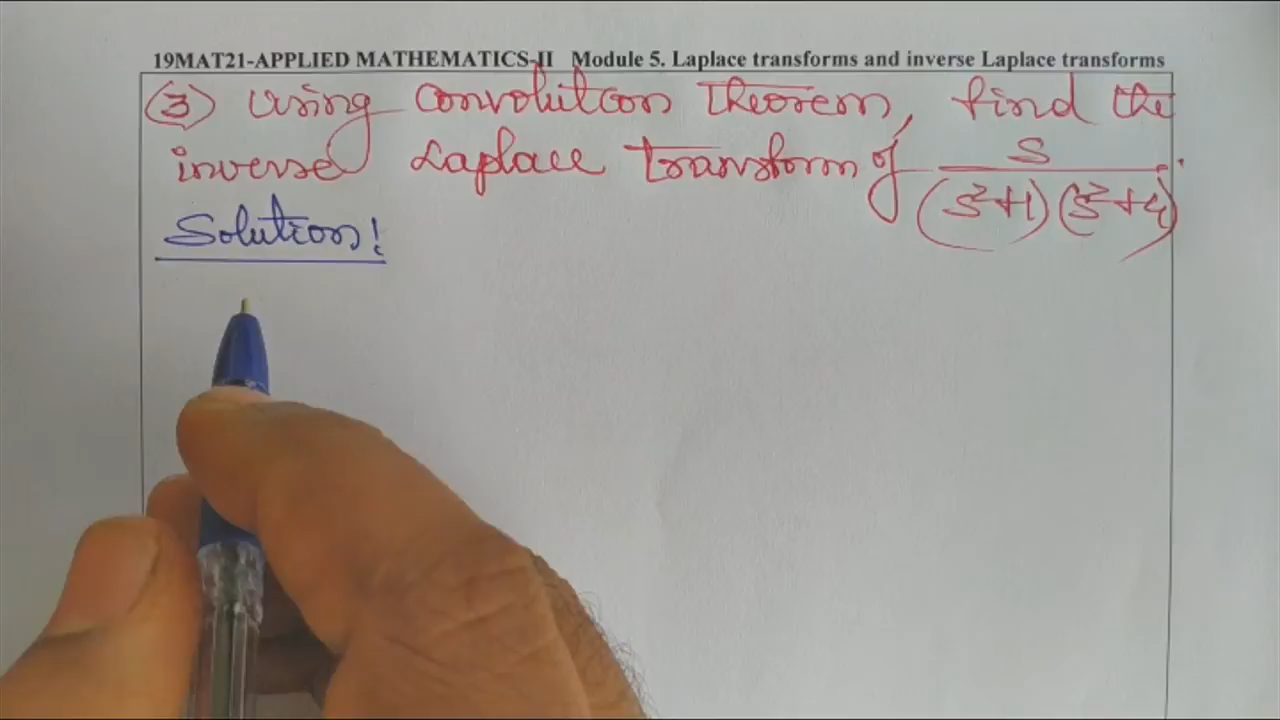 19MAT21-APPLIED MATHEMATICS-II Module 5. Laplace transforms and inverse Laplace transforms
(3) Using Convolution Theorem, find the
inverse Laplace transform of s/((s²+1)(s²+4)).
Solution!